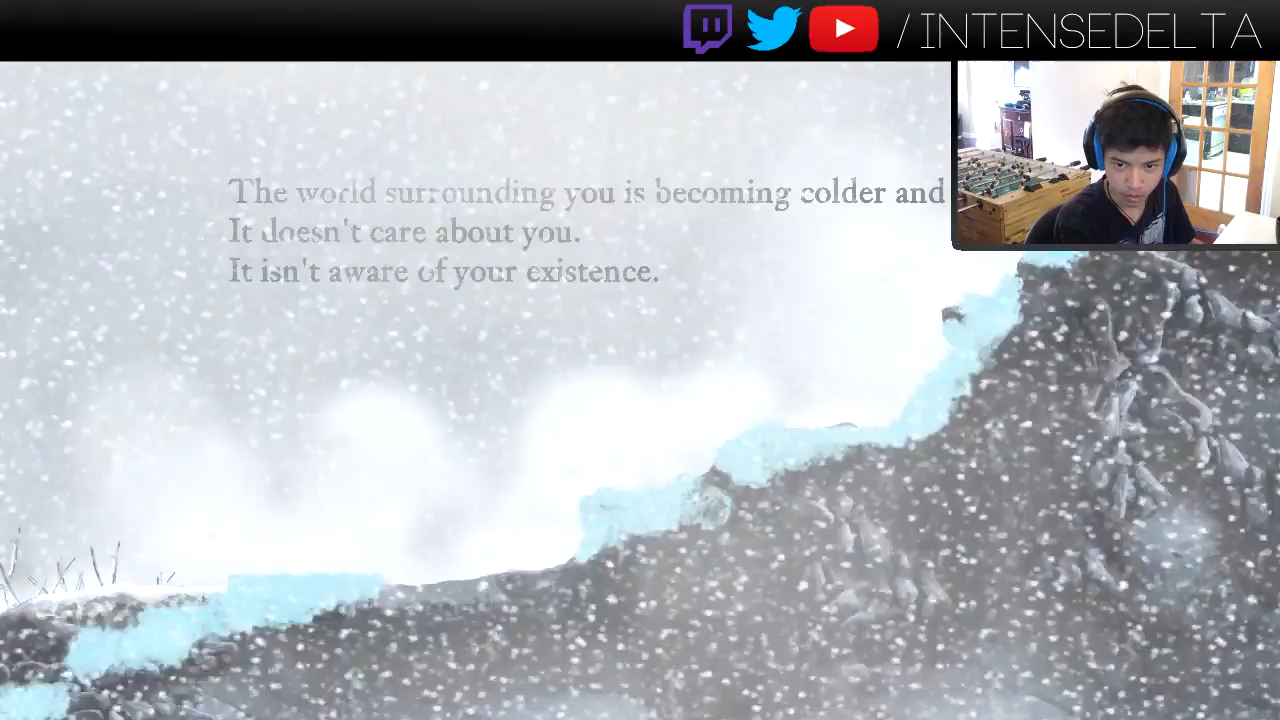 /INTENSEDELTA
The world surrounding you is becoming colder and
It doesn't care about you.
It isn't aware of your existence.